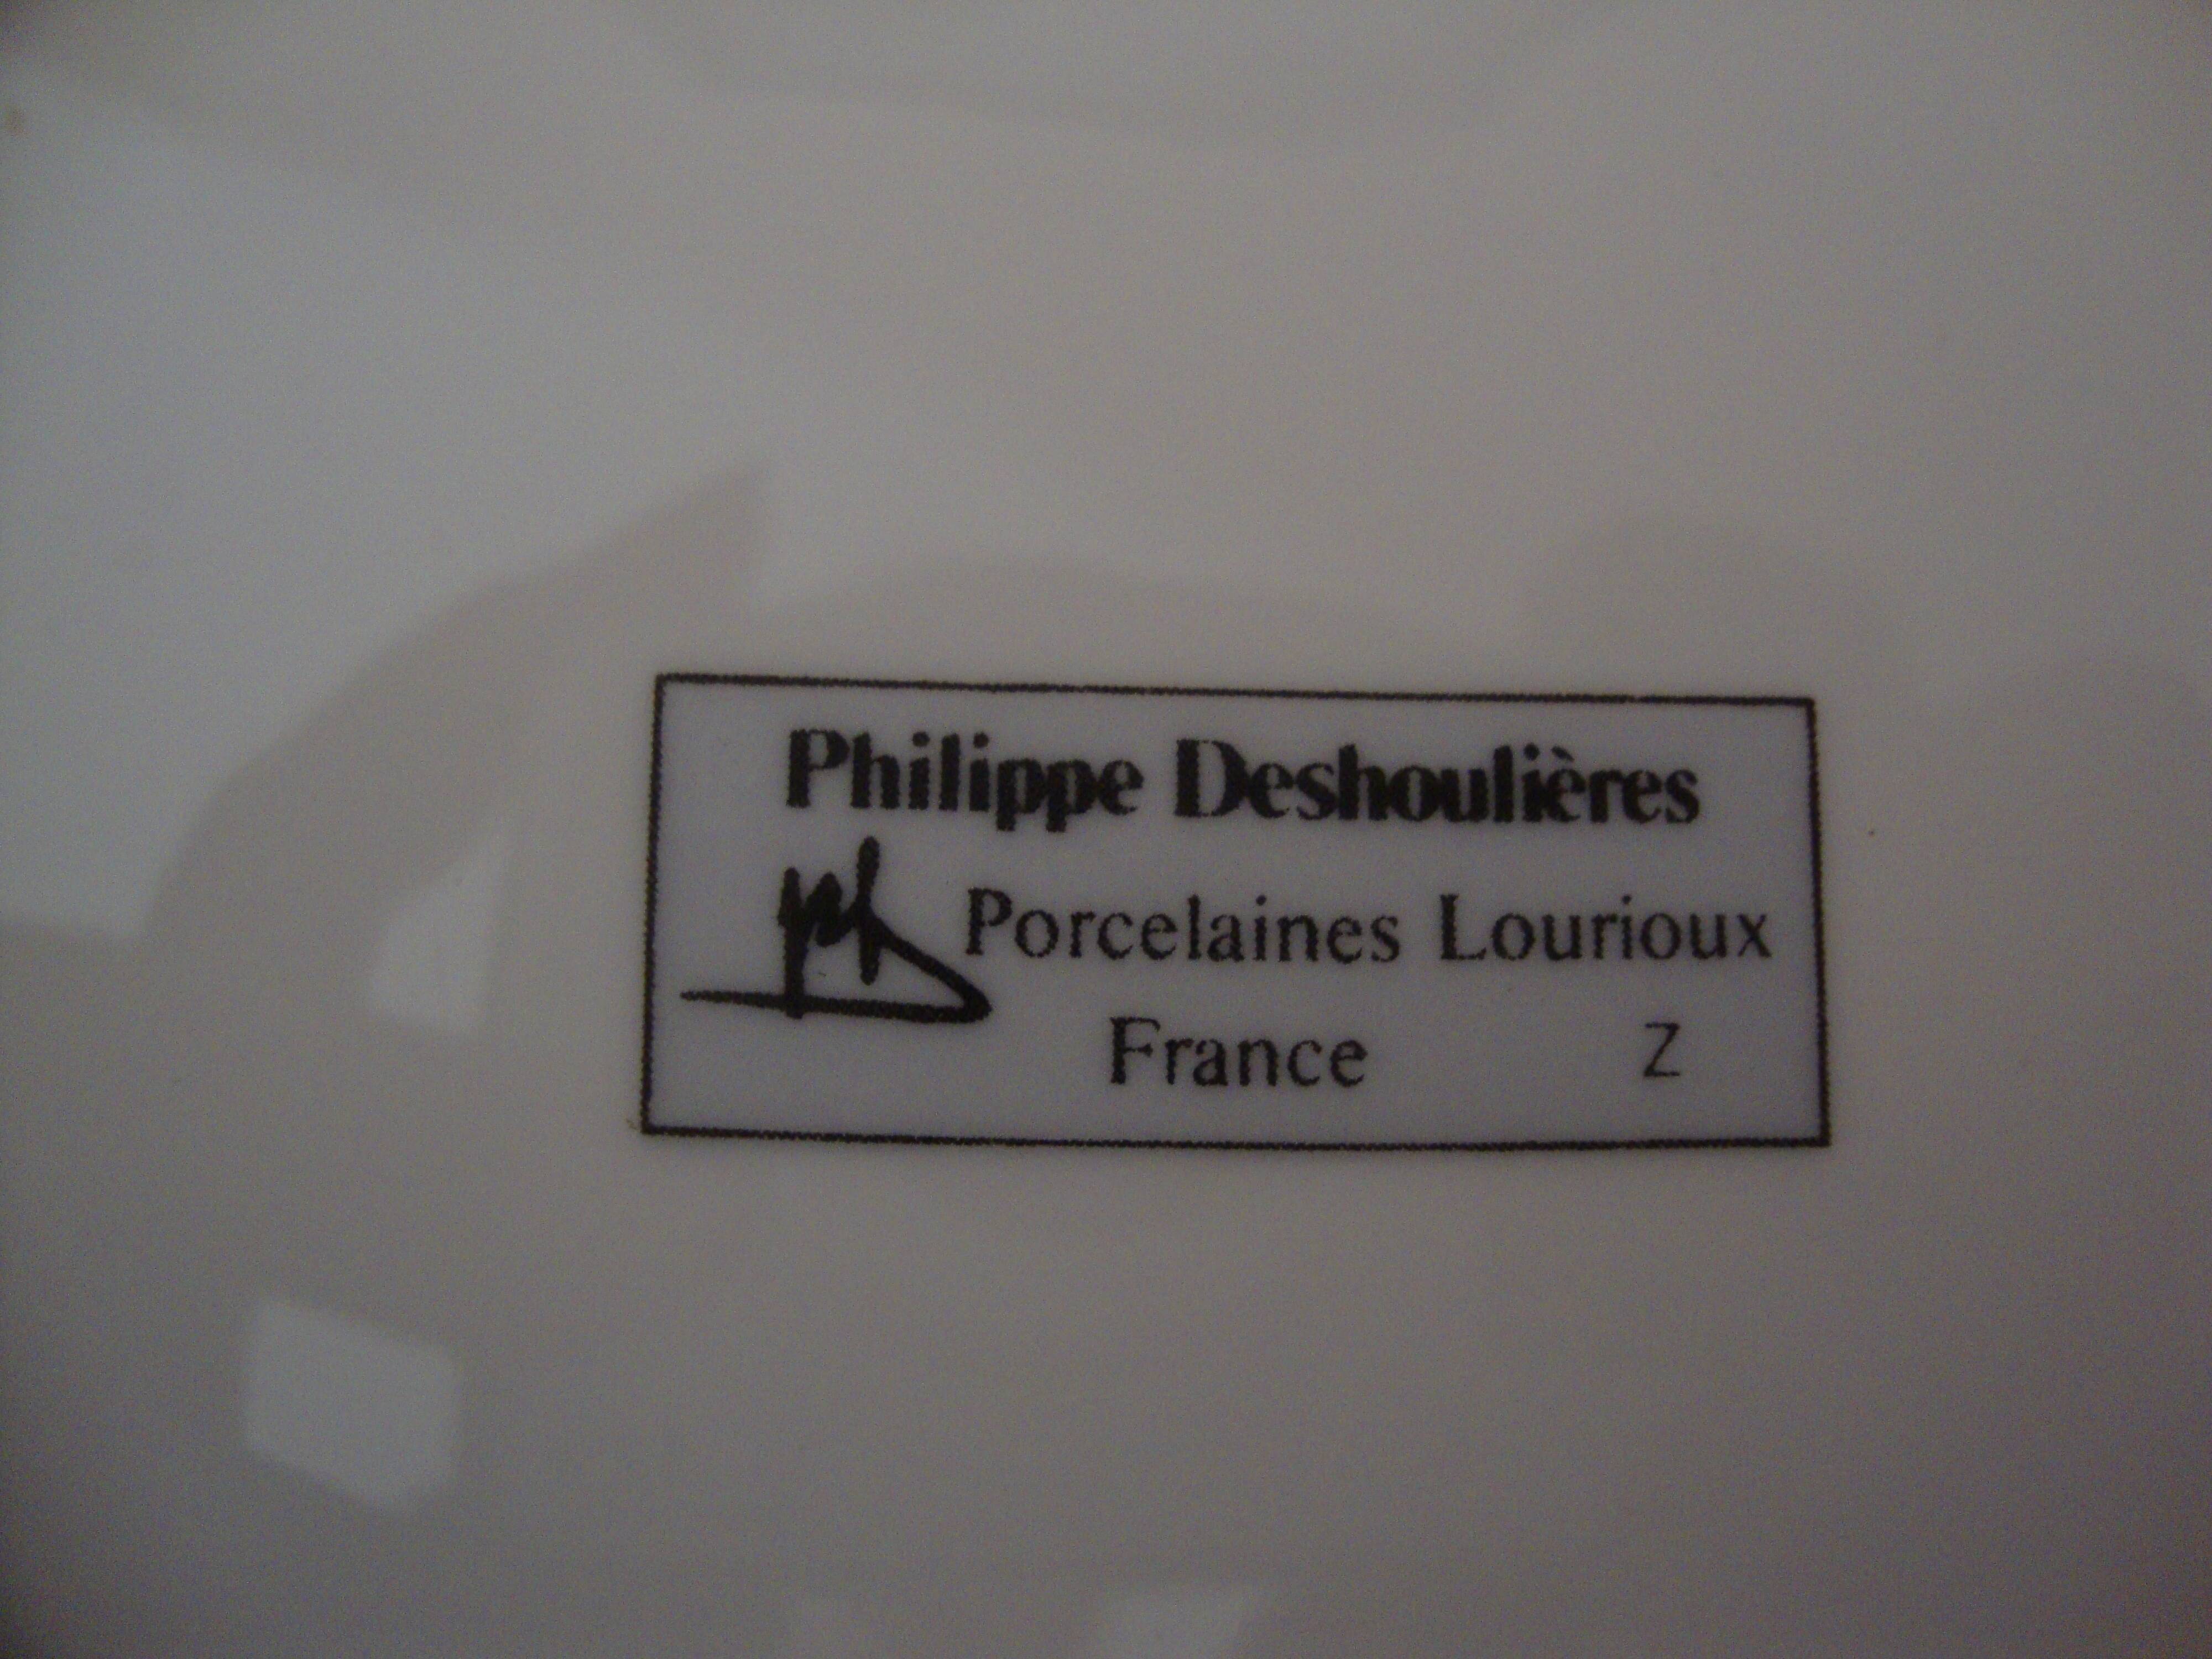 Philippe Deshoulières
Porcelaines Lourioux
France Z